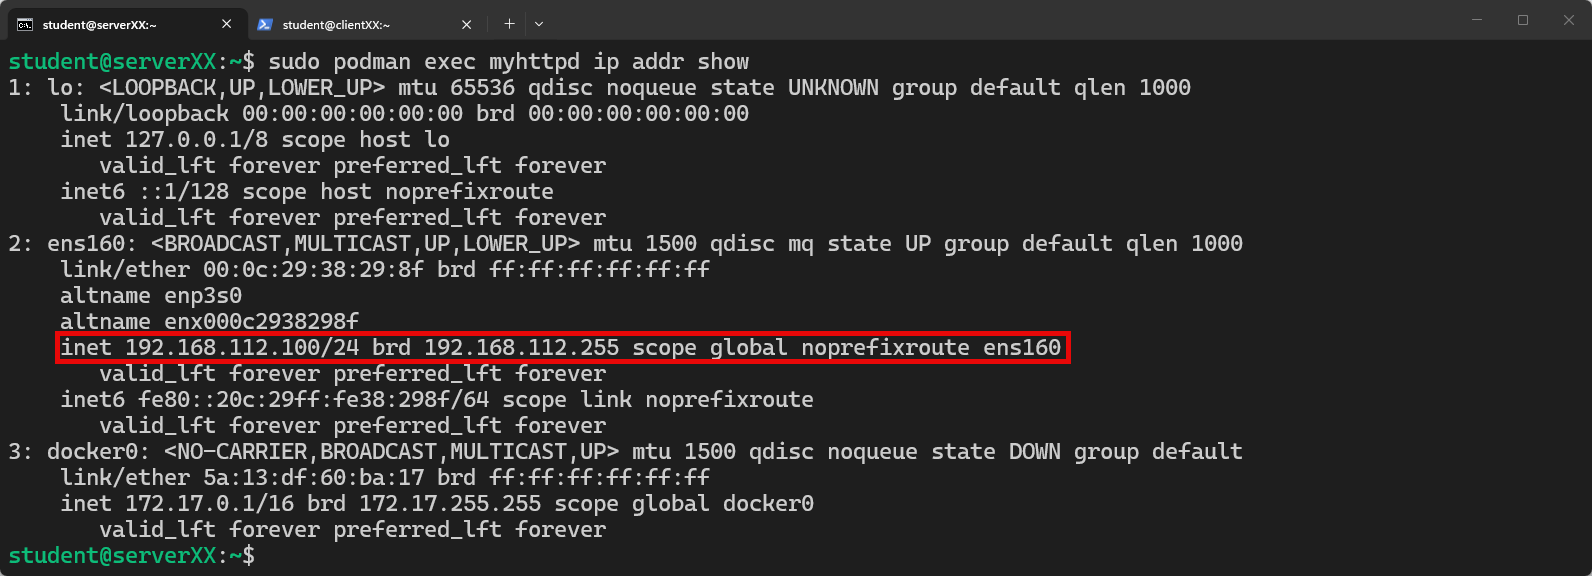 student@serverXX:~
student@clientXX:~
student@serverXX:~$ sudo podman exec myhttpd ip addr show
1: lo: <LOOPBACK,UP,LOWER_UP> mtu 65536 qdisc noqueue state UNKNOWN group default qlen 1000
    link/loopback 00:00:00:00:00:00 brd 00:00:00:00:00:00
    inet 127.0.0.1/8 scope host lo
       valid_lft forever preferred_lft forever
    inet6 ::1/128 scope host noprefixroute
       valid_lft forever preferred_lft forever
2: ens160: <BROADCAST,MULTICAST,UP,LOWER_UP> mtu 1500 qdisc mq state UP group default qlen 1000
    link/ether 00:0c:29:38:29:8f brd ff:ff:ff:ff:ff:ff
    altname enp3s0
    altname enx000c2938298f
    inet 192.168.112.100/24 brd 192.168.112.255 scope global noprefixroute ens160
       valid_lft forever preferred_lft forever
    inet6 fe80::20c:29ff:fe38:298f/64 scope link noprefixroute
       valid_lft forever preferred_lft forever
3: docker0: <NO-CARRIER,BROADCAST,MULTICAST,UP> mtu 1500 qdisc noqueue state DOWN group default
    link/ether 5a:13:df:60:ba:17 brd ff:ff:ff:ff:ff:ff
    inet 172.17.0.1/16 brd 172.17.255.255 scope global docker0
       valid_lft forever preferred_lft forever
student@serverXX:~$